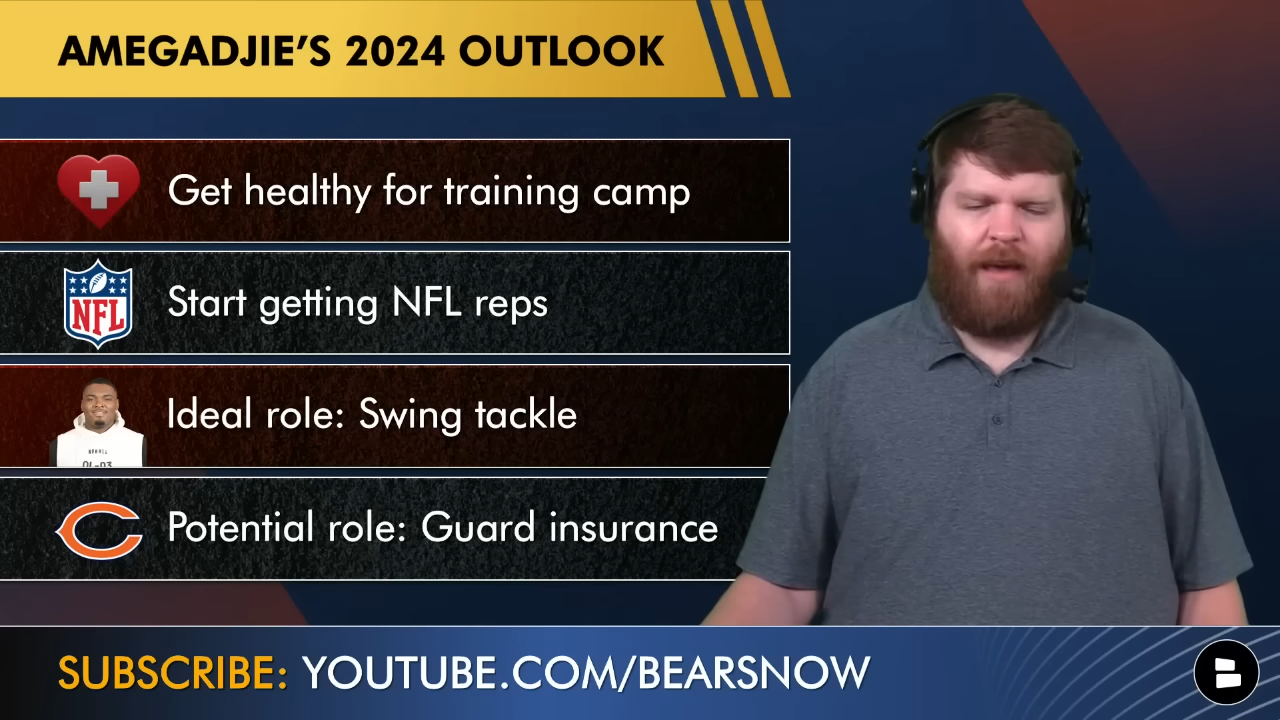 AMEGADJIE'S 2024 OUTLOOK
Get healthy for training camp
NFL
Start getting NFL reps
Ideal role: Swing tackle
Potential role: Guard insurance
SUBSCRIBE: YOUTUBE.COM/BEARSNOW